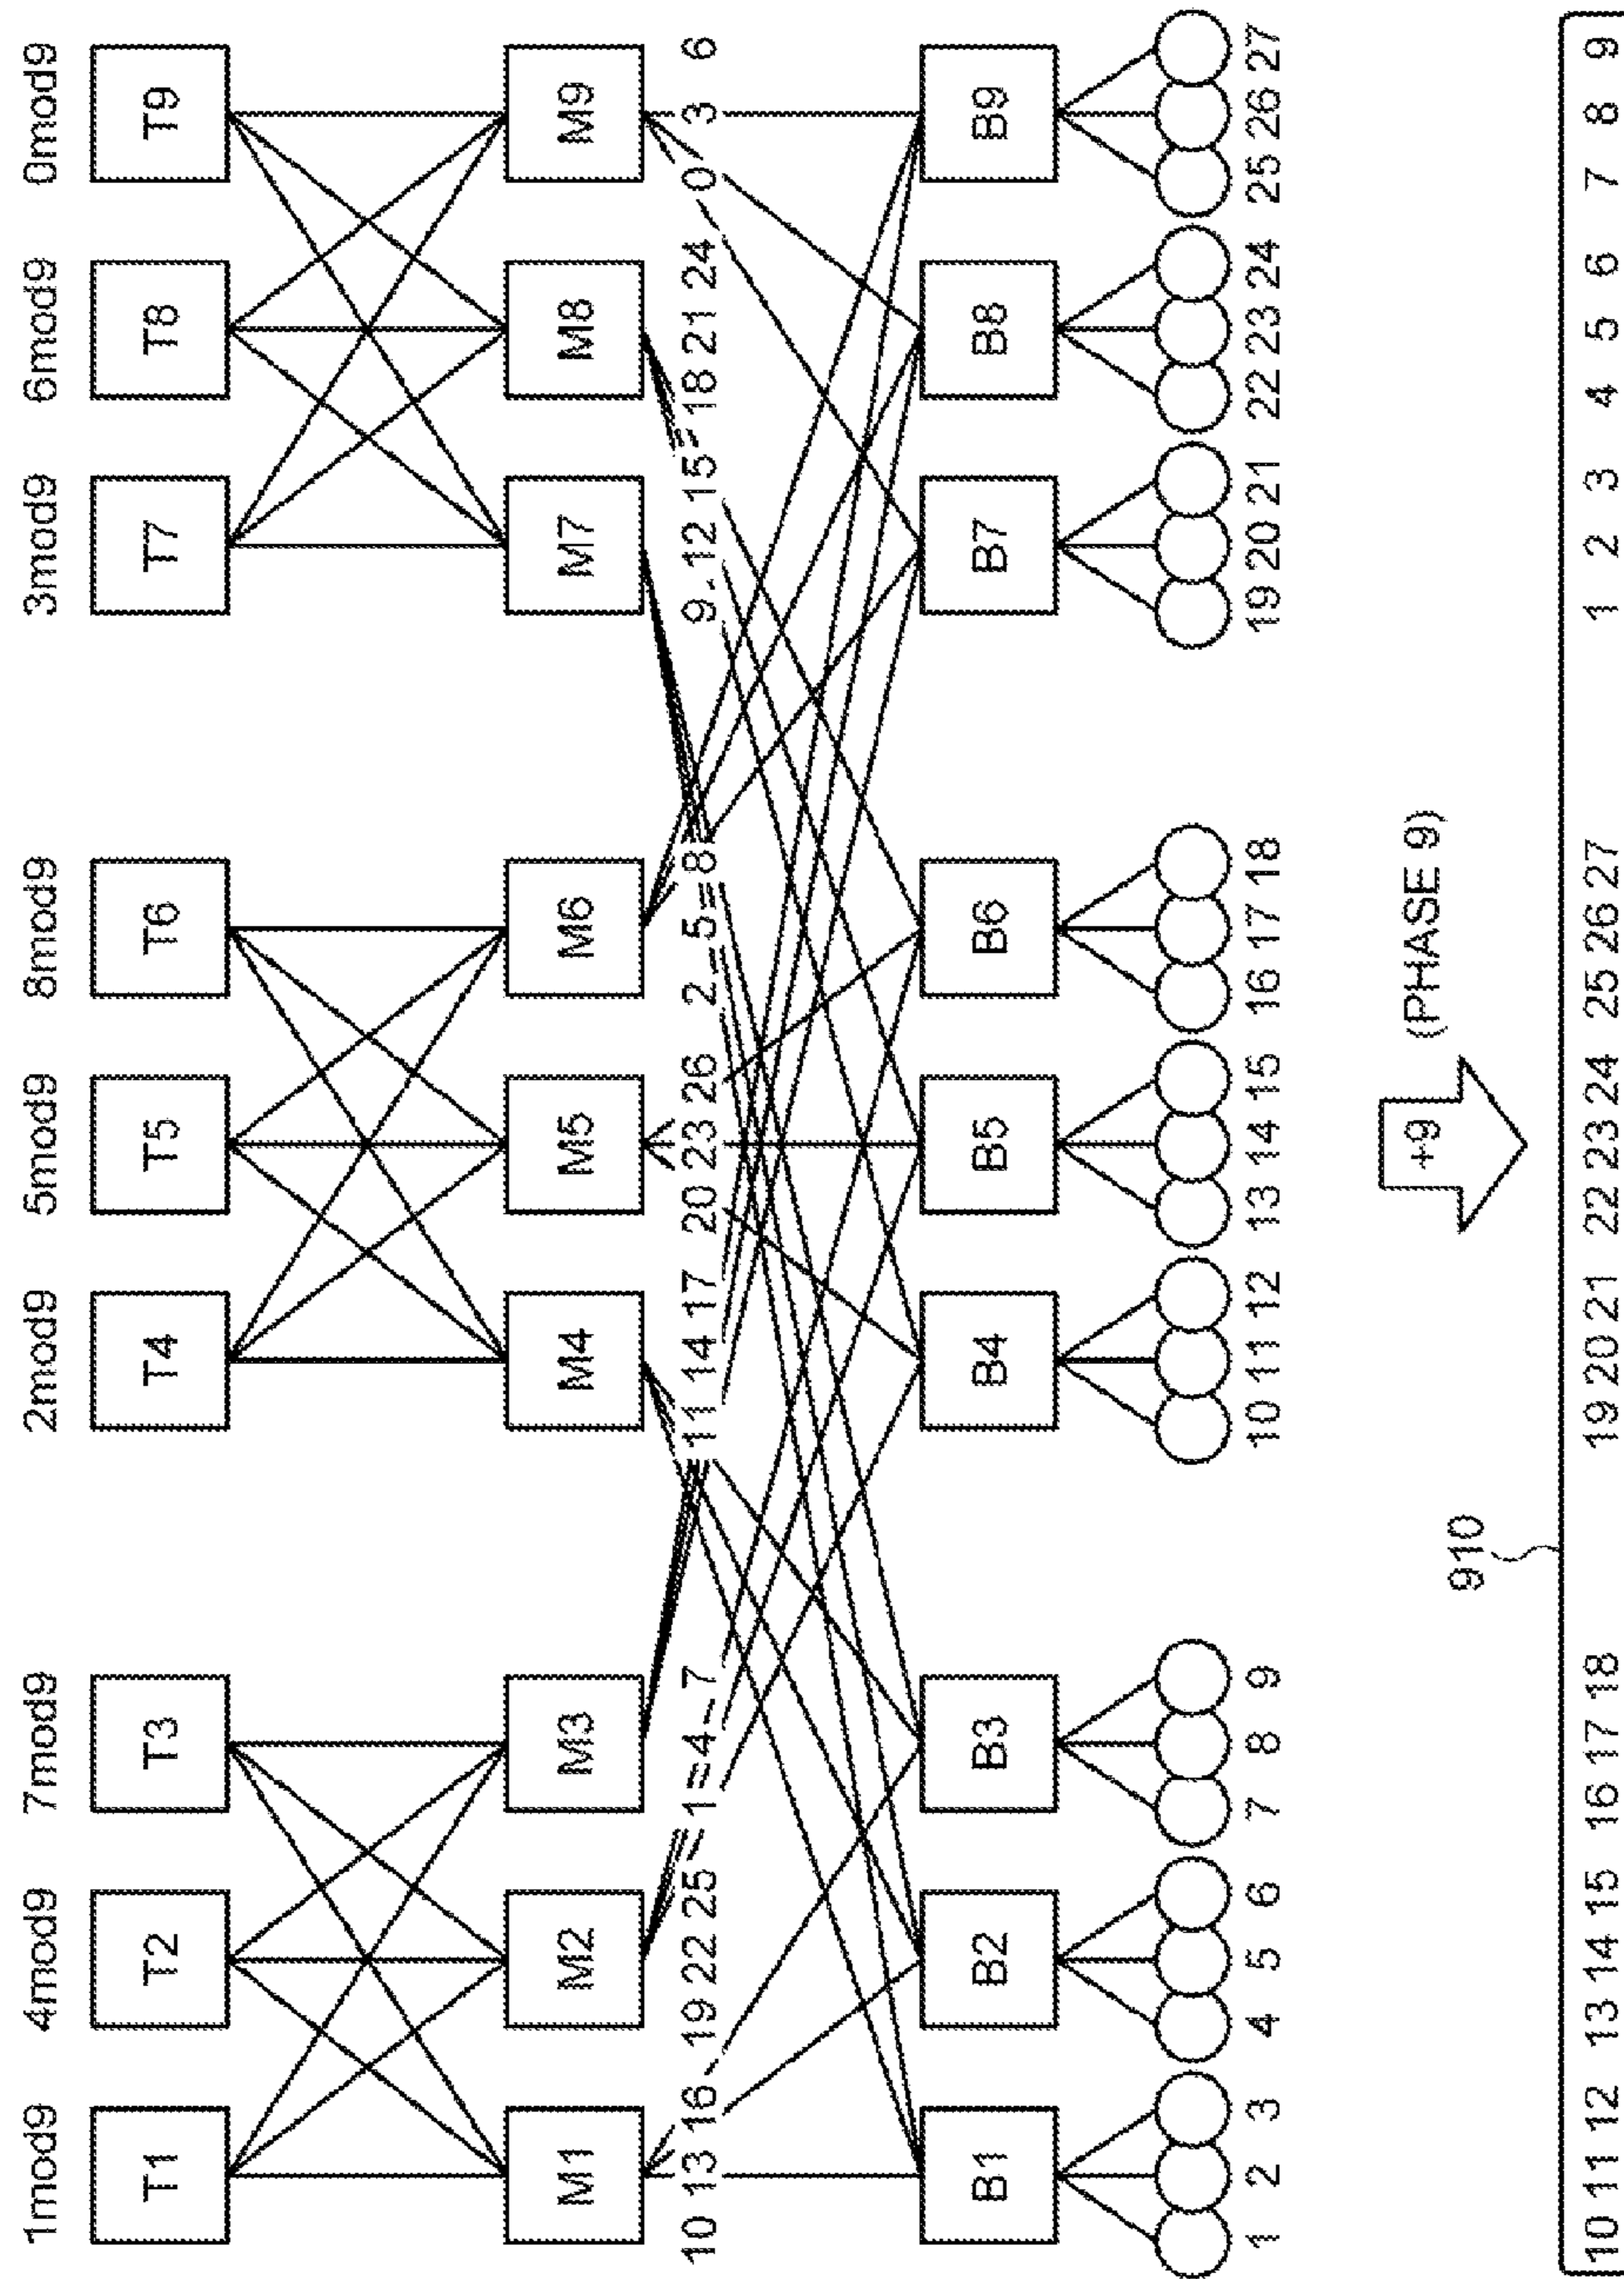 1mod9 4mod9 7mod9 2mod9 5mod9 8mod9 3mod9 6mod9 0mod9
T1 T2 T3 T4 T5 T6 T7 T8 T9
M1 M2 M3 M4 M5 M6 M7 M8 M9
10 13 16 19 22 25 1 4 7 11 14 17 20 23 26 2 5 8 9 12 15 18 21 24 0 3 6
B1 B2 B3 B4 B5 B6 B7 B8 B9
1 2 3 4 5 6 7 8 9 10 11 12 13 14 15 16 17 18 19 20 21 22 23 24 25 26 27
+9 (PHASE 9)
910
10 11 12 13 14 15 16 17 18 19 20 21 22 23 24 25 26 27 1 2 3 4 5 6 7 8 9